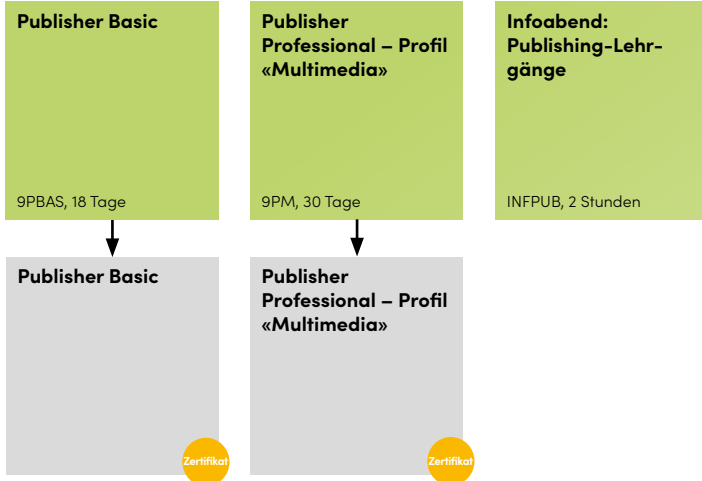 Publisher Basic
9PBAS, 18 Tage
Publisher
Professional – Profil
«Multimedia»
9PM, 30 Tage
Infoabend:
Publishing-Lehr-
gänge
INFPUB, 2 Stunden
Publisher Basic
Zertifikat
Publisher
Professional – Profil
«Multimedia»
Zertifikat